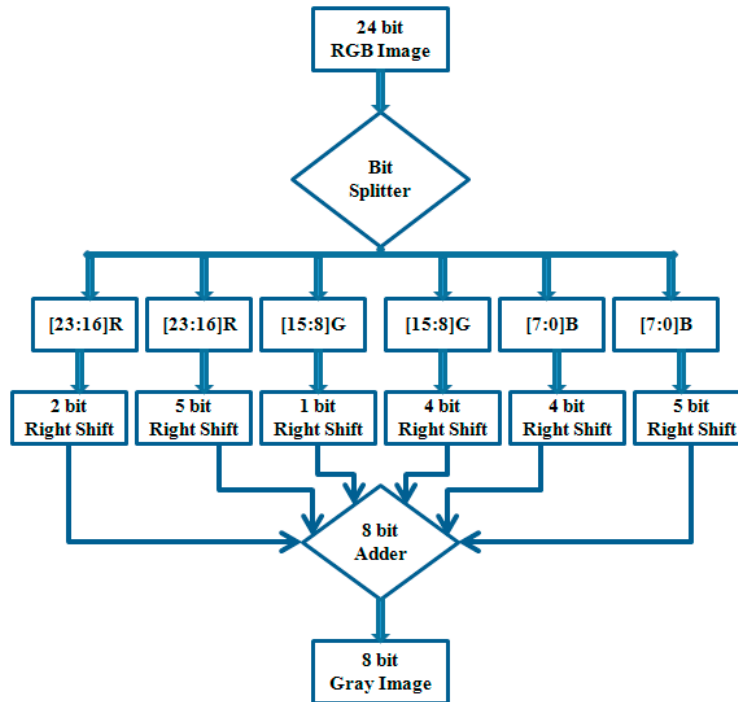 24 bit
RGB Image
Bit
Splitter
[23:16]R
[23:16]R
[15:8]G
[15:8]G
[7:0]B
[7:0]B
2 bit
Right Shift
5 bit
Right Shift
1 bit
Right Shift
4 bit
Right Shift
4 bit
Right Shift
5 bit
Right Shift
8 bit
Adder
8 bit
Gray Image